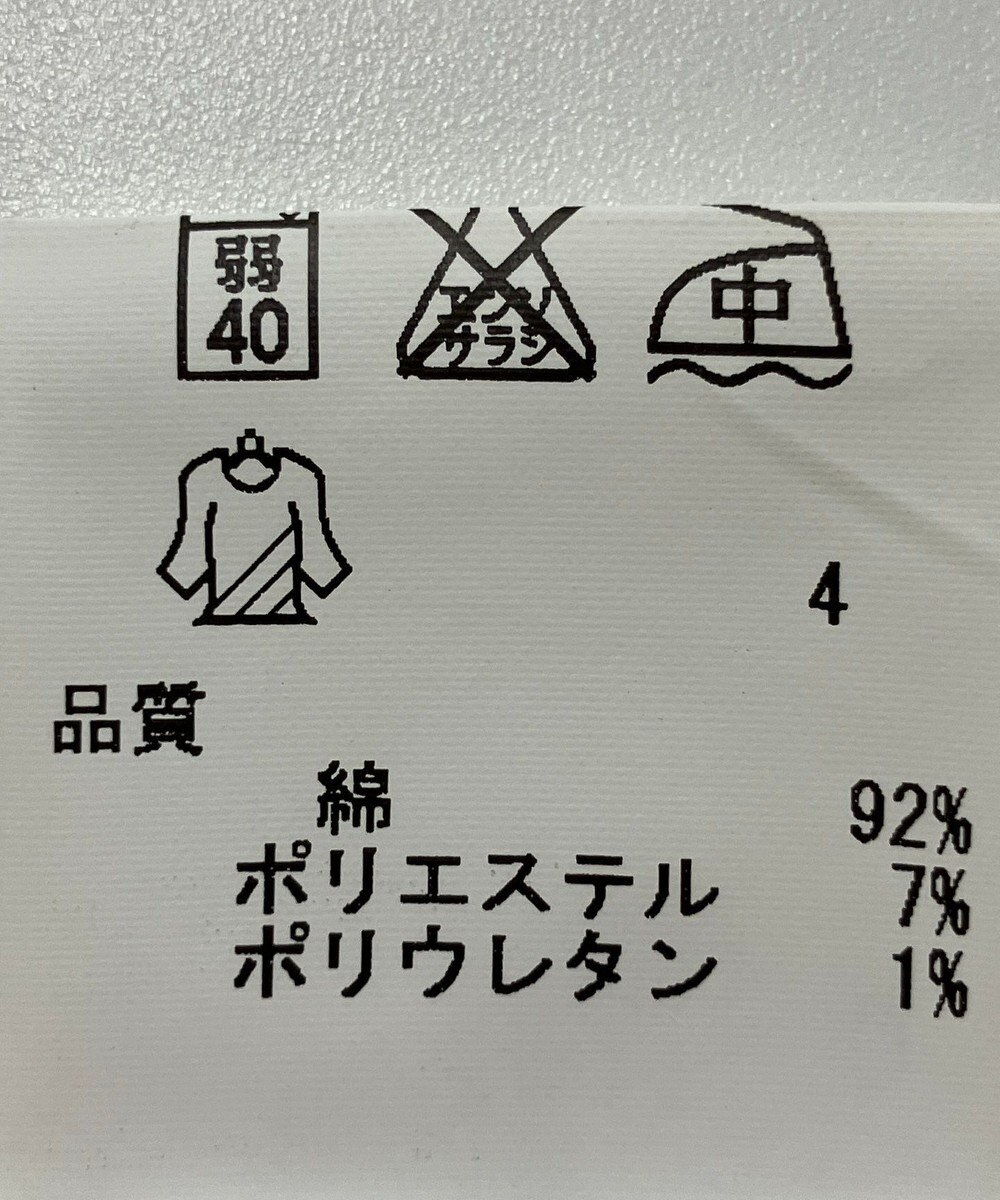 弱
40
エンソ
サラシ
中
4
品質
綿 92%
ポリエステル 7%
ポリウレタン 1%